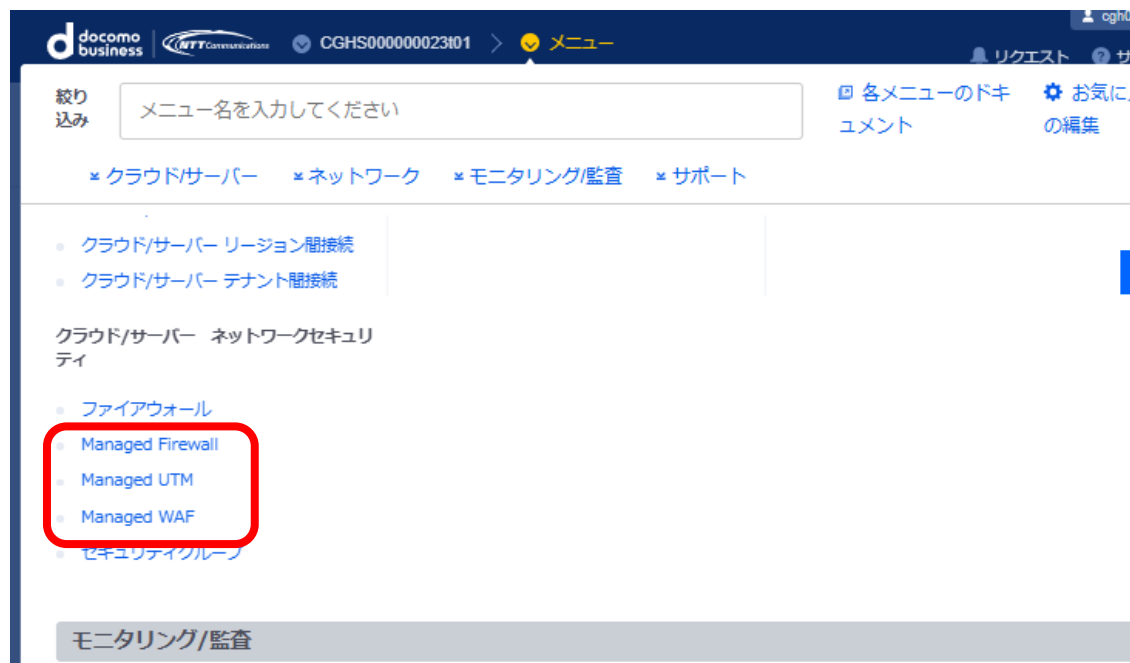 cgh0
docomo business NTT Communications CGHS000000023t01 > メニュー
リクエスト サ
絞り込み
メニュー名を入力してください
各メニューのドキュメント
お気に
の編集
クラウド/サーバー ネットワーク モニタリング/監査 サポート
クラウド/サーバー リージョン間接続
クラウド/サーバー テナント間接続
クラウド/サーバー ネットワークセキュリ
ティ
ファイアウォール
Managed Firewall
Managed UTM
Managed WAF
セキュリティグループ
モニタリング/監査